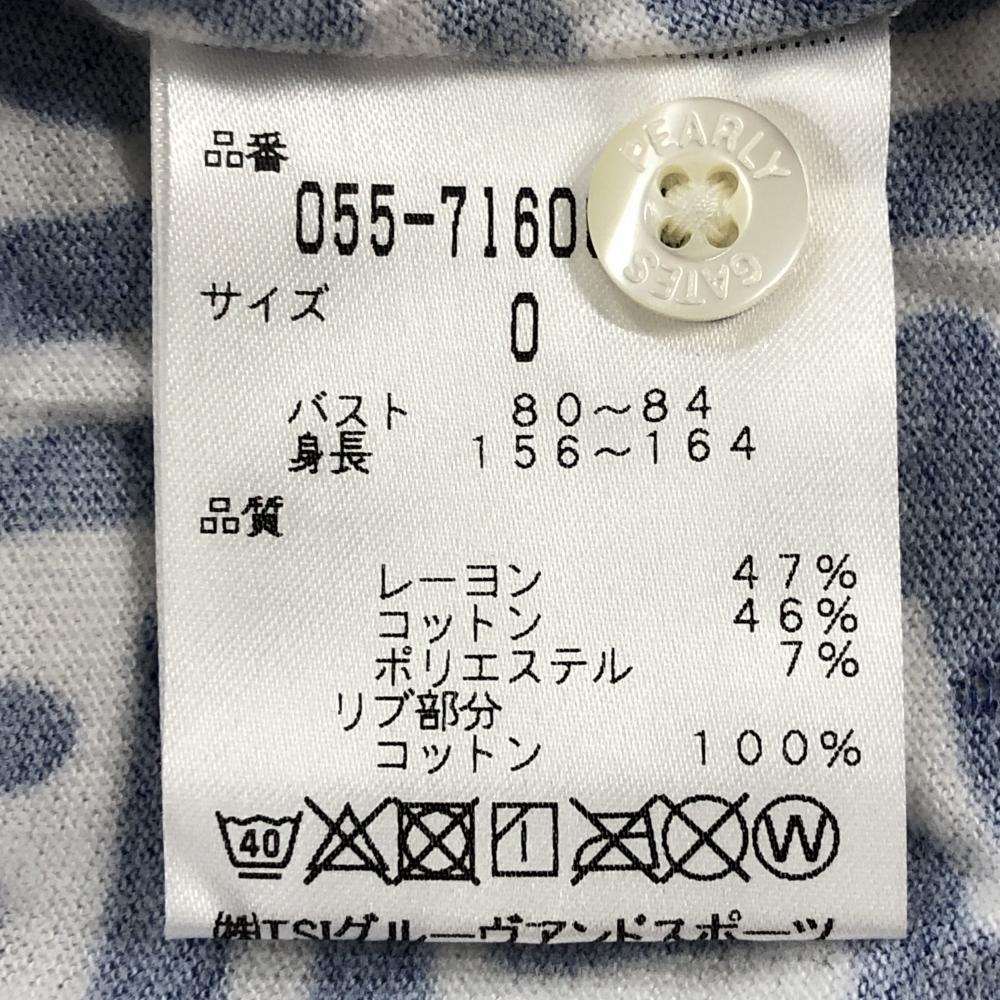 品番
PEARLY
GATES
055-7160
サイズ
0
バスト 80～84
身長 156～164
品質
レーヨン 47%
コットン 46%
ポリエステル 7%
リブ部分
コットン 100%
40
W
㈱TSIグルーヴアンドスポーツ